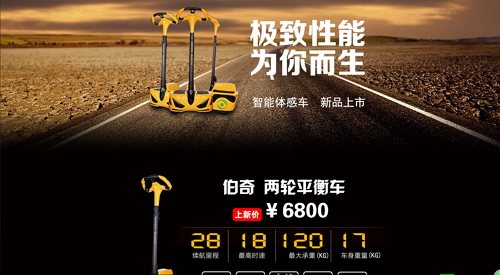 极致性能
为你而生
智能体感车 新品上市
伯奇 两轮平衡车
上新价 ¥6800
28 18 120 17
续航里程 最高时速 最大承重(KG) 车身重量(KG)